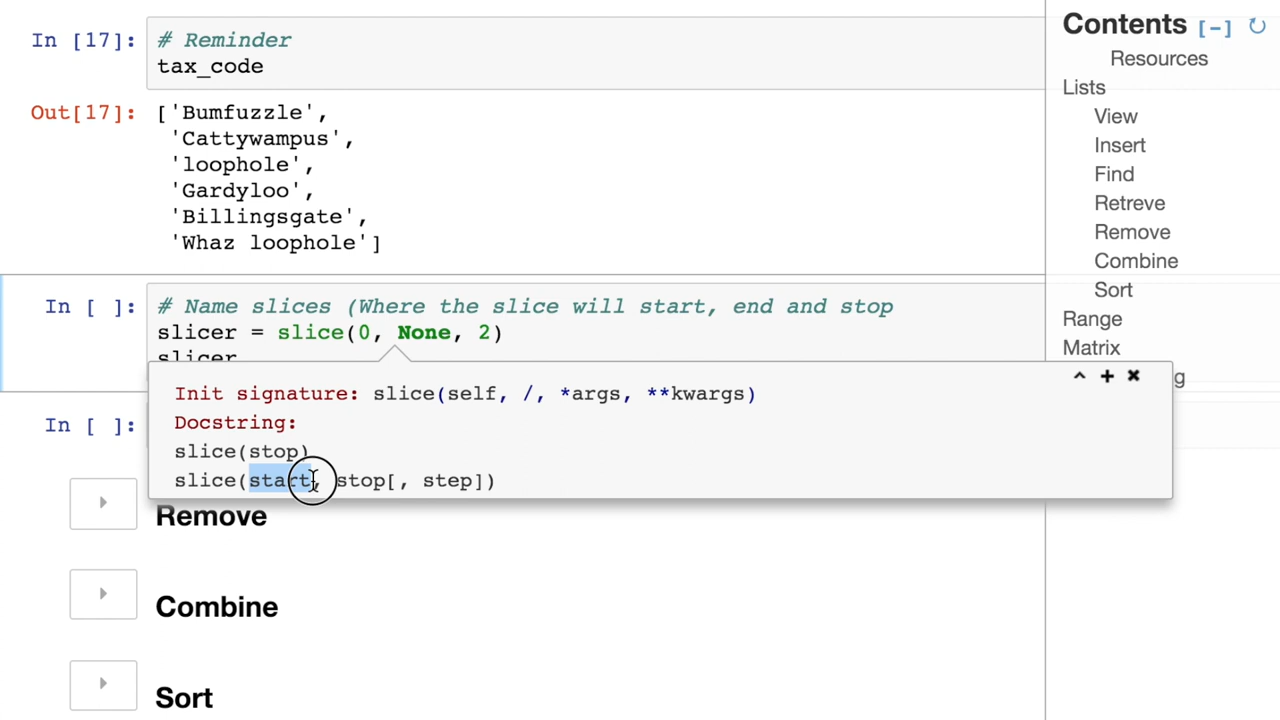 In [17]:
# Reminder
tax_code
Out[17]:
['Bumfuzzle',
'Cattywampus',
'loophole',
'Gardyloo',
'Billingsgate',
'Whaz loophole']
In [ ]:
# Name slices (Where the slice will start, end and stop
slicer = slice(0, None, 2)
slicer
Init signature: slice(self, /, *args, **kwargs)
Docstring:
slice(stop)
slice(start, stop[, step])
In [ ]:
Remove
Combine
Sort
Contents [-]
Resources
Lists
View
Insert
Find
Retreve
Remove
Combine
Sort
Range
Matrix